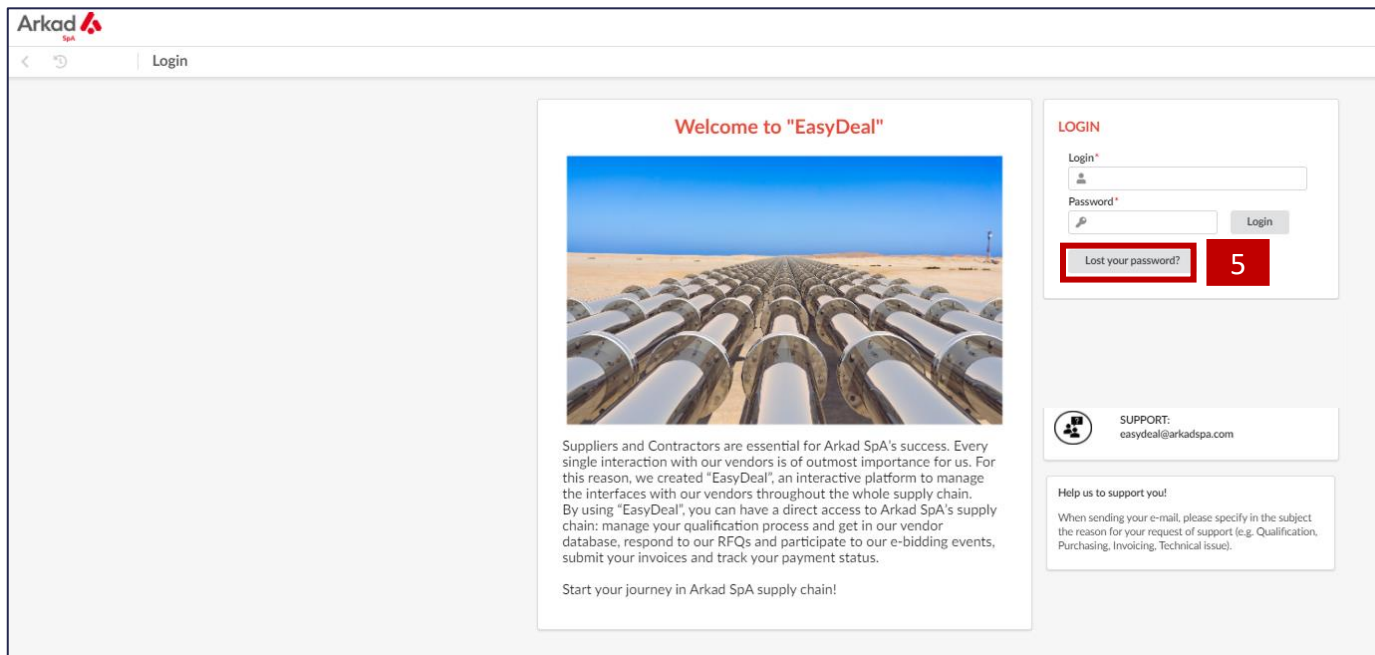 Arkad
SpA
Login
Welcome to "EasyDeal"
Suppliers and Contractors are essential for Arkad SpA's success. Every
single interaction with our vendors is of outmost importance for us. For
this reason, we created "EasyDeal", an interactive platform to manage
the interfaces with our vendors throughout the whole supply chain.
By using "EasyDeal", you can have a direct access to Arkad SpA's supply
chain: manage your qualification process and get in our vendor
database, respond to our RFQs and participate to our e-bidding events,
submit your invoices and track your payment status.
Start your journey in Arkad SpA supply chain!
LOGIN
Login*
Password*
Login
Lost your password?
5
SUPPORT:
easydeal@arkadspa.com
Help us to support you!
When sending your e-mail, please specify in the subject
the reason for your request of support (e.g. Qualification,
Purchasing, Invoicing, Technical issue).